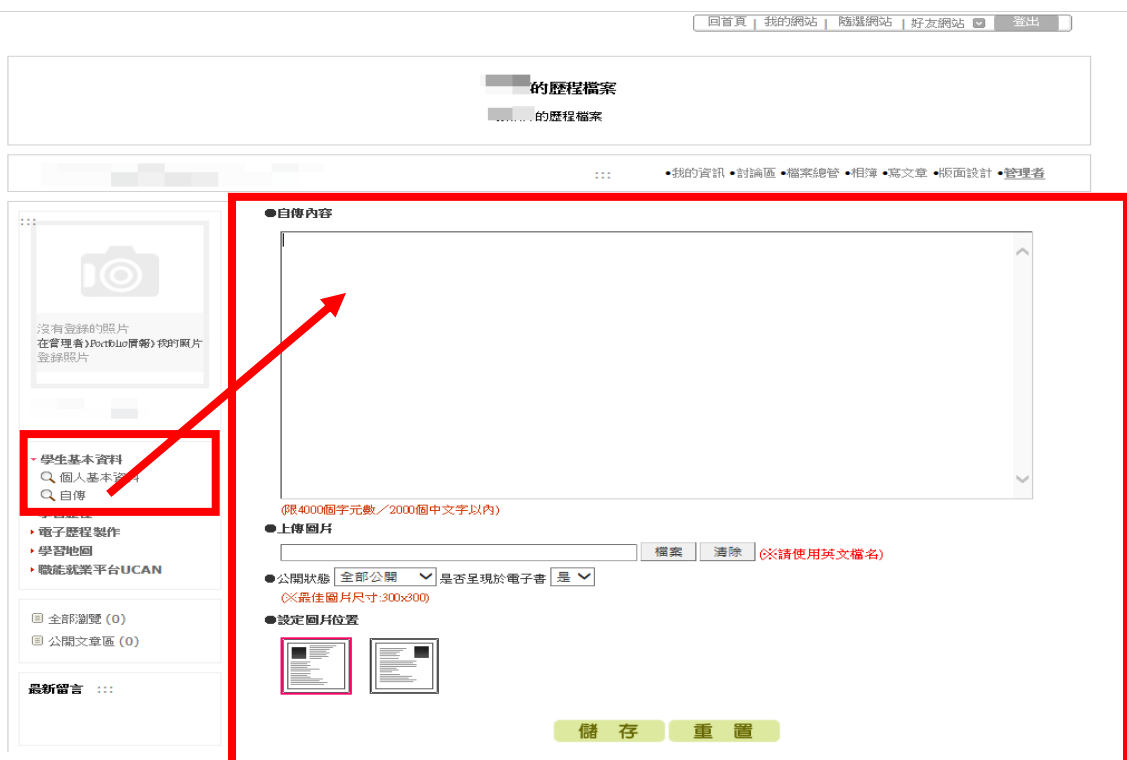 回首頁 | 我的網站 | 隨選網站 | 好友網站 登出
的歷程檔案
的歷程檔案
::: •我的資訊 •討論區 •檔案總管 •相簿 •寫文章 •版面設計 •管理者
:::
沒有登錄的照片
在管理者〉Portfolio情報〉我的照片
登錄照片
學生基本資料
個人基本資料
自傳
學習歷程
電子歷程製作
學習地圖
職能就業平台UCAN
全部瀏覽 (0)
公開文章區 (0)
最新留言 :::
●自傳內容
(限4000個字元數／2000個中文字以內)
●上傳圖片
檔案 清除 (※請使用英文檔名)
●公開狀態 全部公開 是否呈現於電子書 是
(※最佳圖片尺寸:300x300)
●設定圖片位置
儲 存 重 置